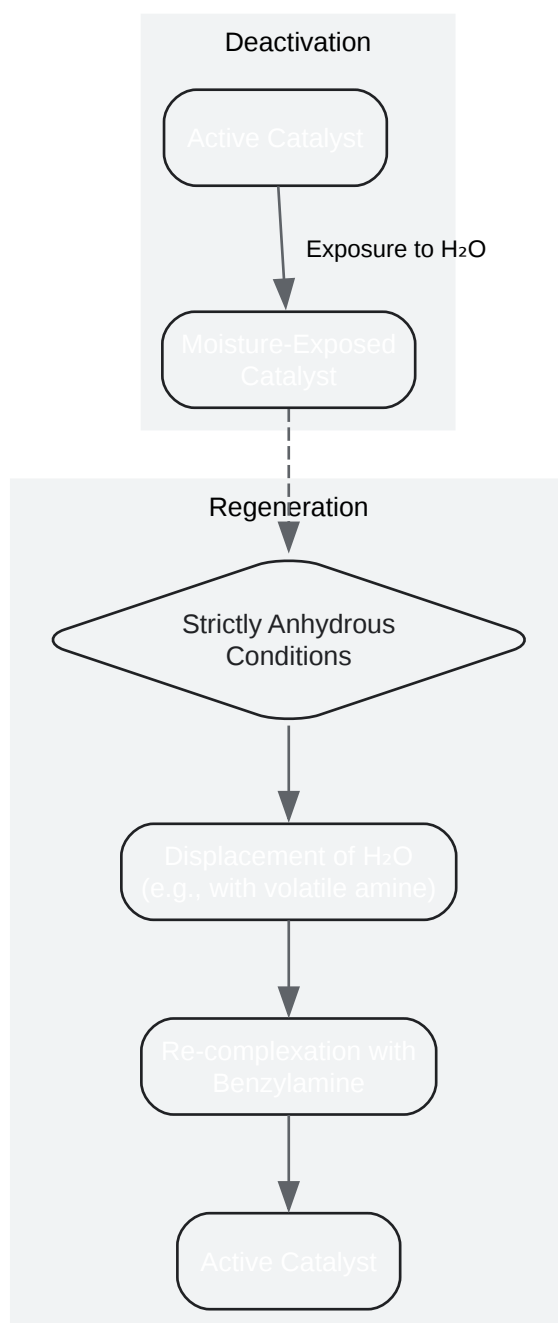 Deactivation
Active Catalyst
Exposure to H₂O
Moisture-Exposed
Catalyst
Regeneration
Strictly Anhydrous
Conditions
Displacement of H₂O
(e.g., with volatile amine)
Re-complexation with
Benzylamine
Active Catalyst